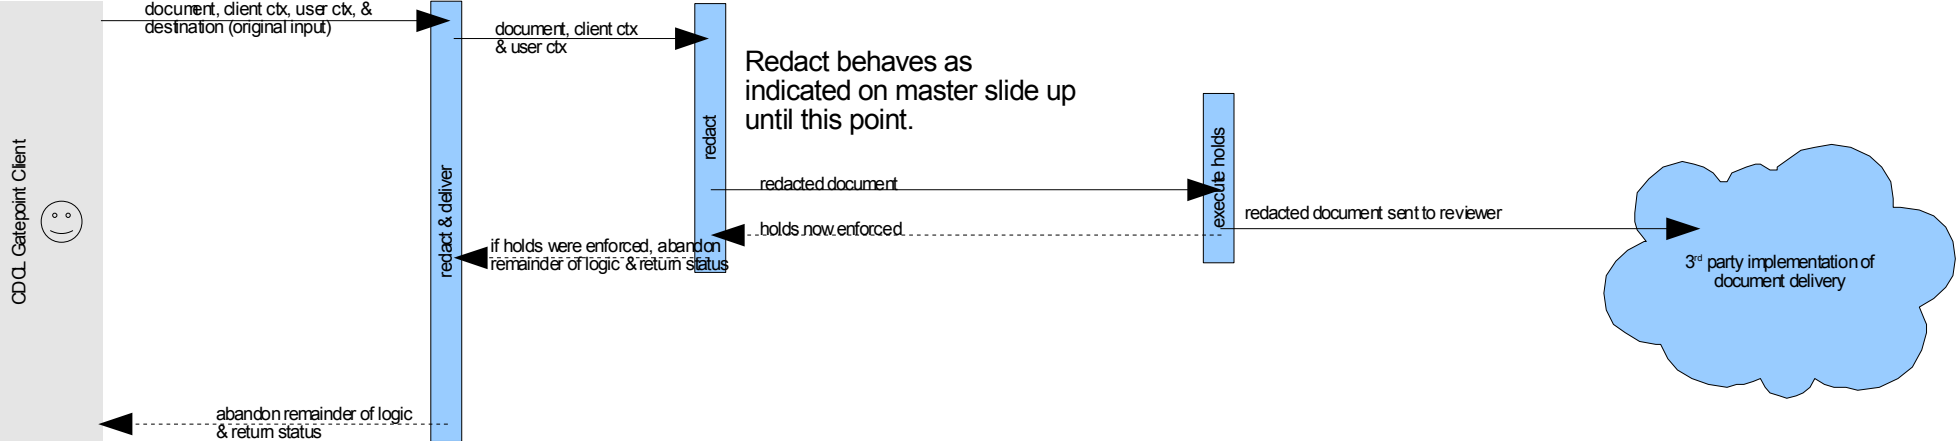 document, client ctx, user ctx, &
destination (original input)
document, client ctx
& user ctx
Redact behaves as
indicated on master slide up
until this point.
CDCL Gatepoint Client
redact & deliver
redact
execute holds
redacted document
redacted document sent to reviewer
holds now enforced
if holds were enforced, abandon
remainder of logic & return status
3rd party implementation of
document delivery
abandon remainder of logic
& return status